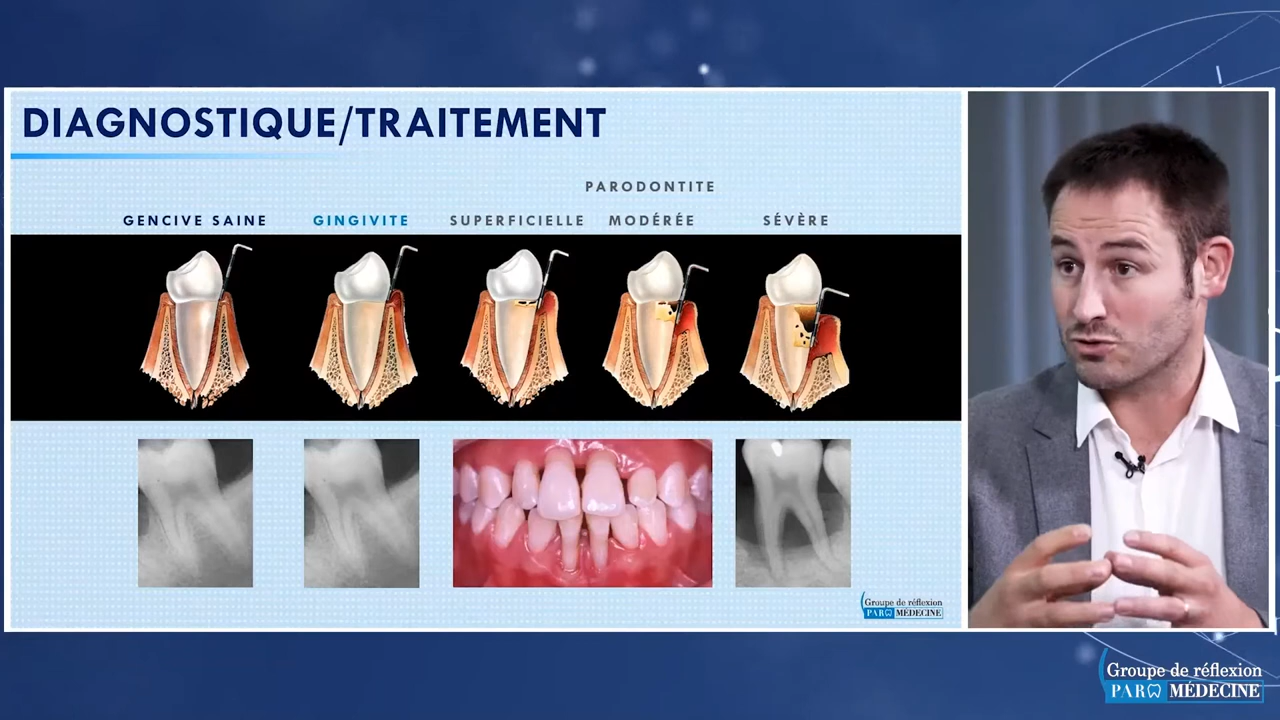 DIAGNOSTIQUE/TRAITEMENT
PARODONTITE
GENCIVE SAINE
GINGIVITE
SUPERFICIELLE
MODÉRÉE
SÉVÈRE
Groupe de réflexion
PARO MÉDECINE
Groupe de réflexion
PARO MÉDECINE